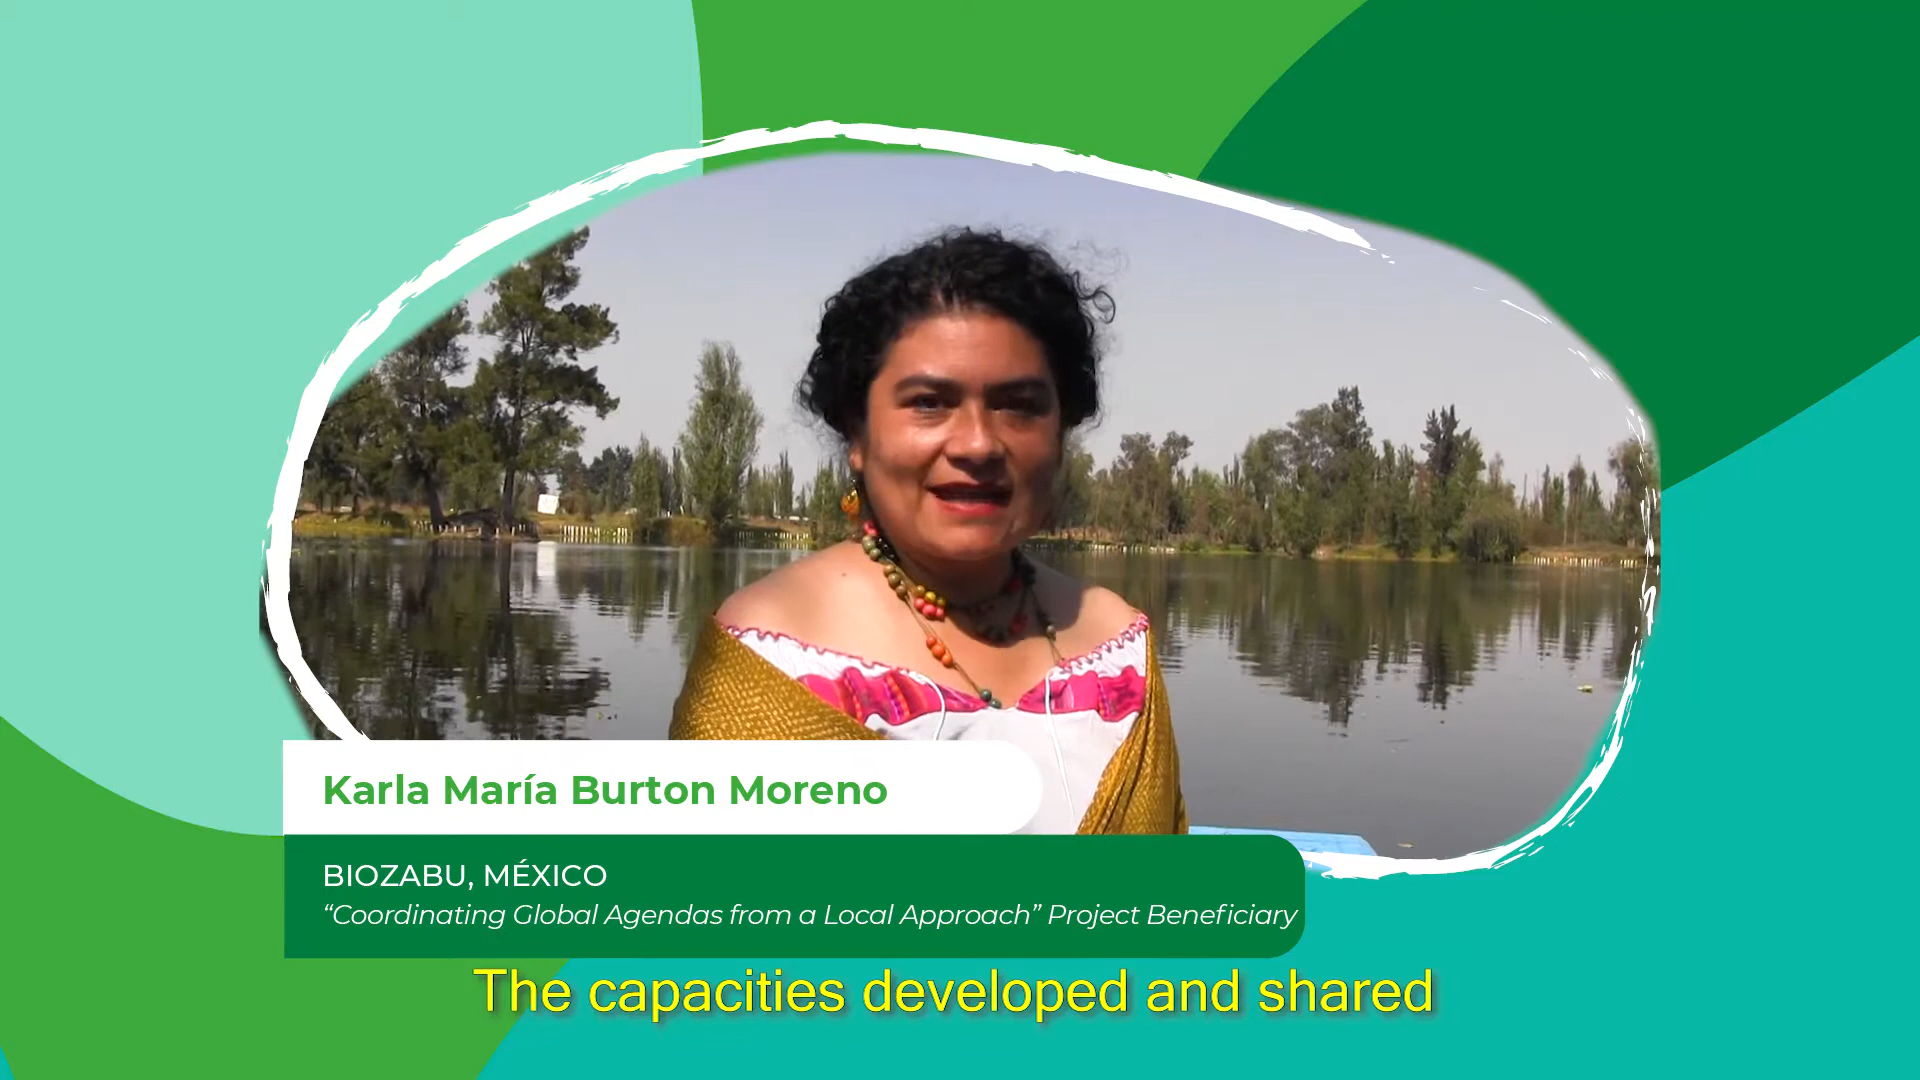 Karla María Burton Moreno
BIOZABU, MÉXICO
“Coordinating Global Agendas from a Local Approach” Project Beneficiary
The capacities developed and shared